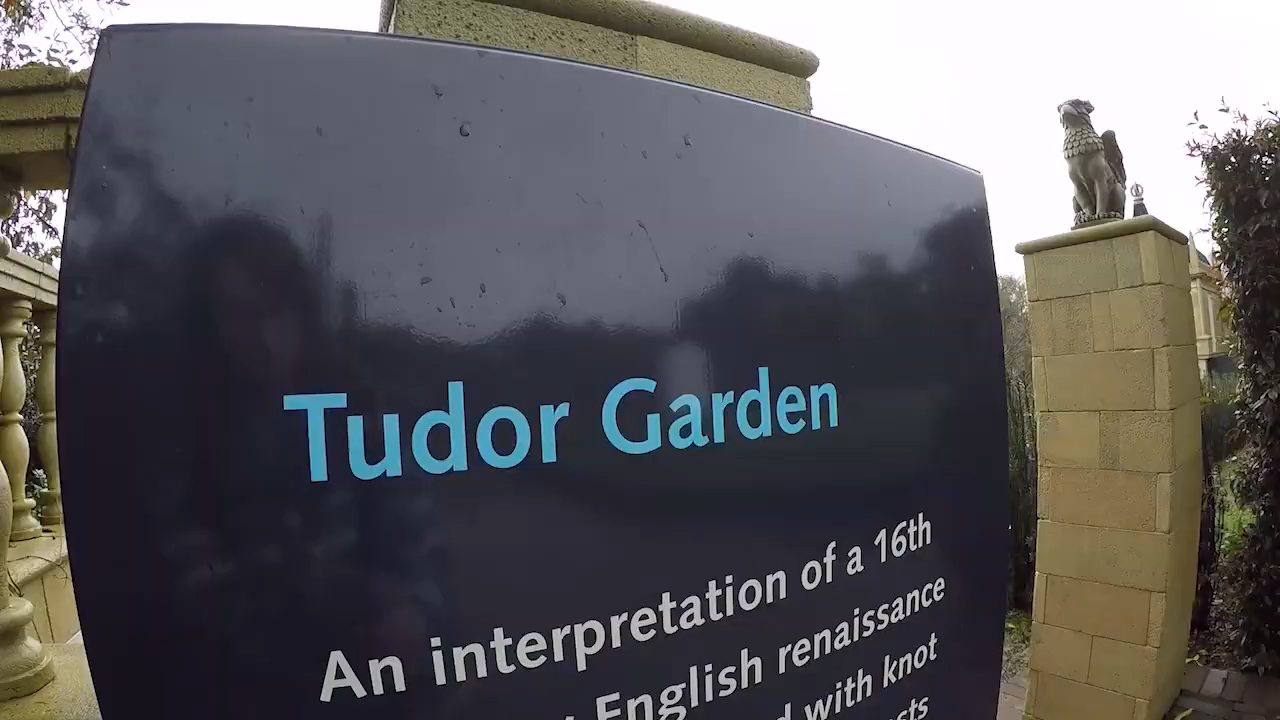 Tudor Garden
An interpretation of a 16th
English renaissance
with knot